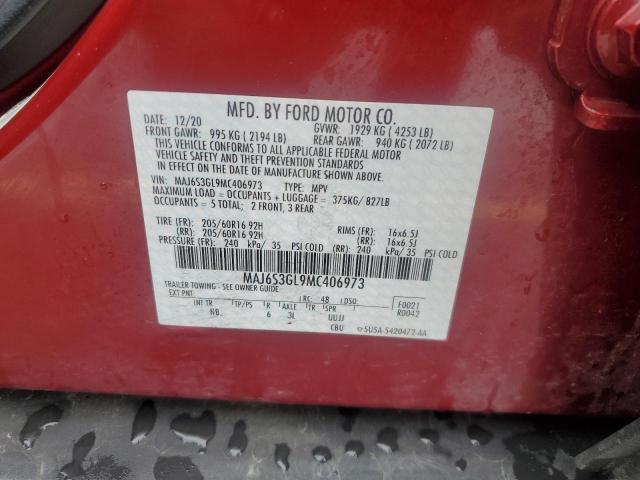 MFD. BY FORD MOTOR CO.
DATE: 12/20 GVWR: 1929 KG ( 4253 LB)
FRONT GAWR: 995 KG ( 2194 LB) REAR GAWR: 940 KG ( 2072 LB)
THIS VEHICLE CONFORMS TO ALL APPLICABLE FEDERAL MOTOR
VEHICLE SAFETY AND THEFT PREVENTION STANDARDS
IN EFFECT ON THE DATE OF MANUFACTURE SHOWN ABOVE.
VIN: MAJ6S3GL9MC406973 TYPE: MPV
MAXIMUM LOAD = OCCUPANTS + LUGGAGE = 375KG/ 827LB
OCCUPANTS = 5 TOTAL; 2 FRONT, 3 REAR
TIRE (FR): 205/60R16 92H RIMS (FR): 16x6.5J
(RR): 205/60R16 92H (RR): 16x6.5J
PRESSURE (FR): 240 kPa/ 35 PSI COLD (RR): 240 kPa/ 35 PSI COLD
MAJ6S3GL9MC406973
TRAILER TOWING - SEE OWNER GUIDE
EXT PNT: RC: 48 DSO: F0021
R0042
INT TR TP/PS R AXLE TR SPR
NB 6 3L UUJJ
CBU 5U5A-5420472-AA